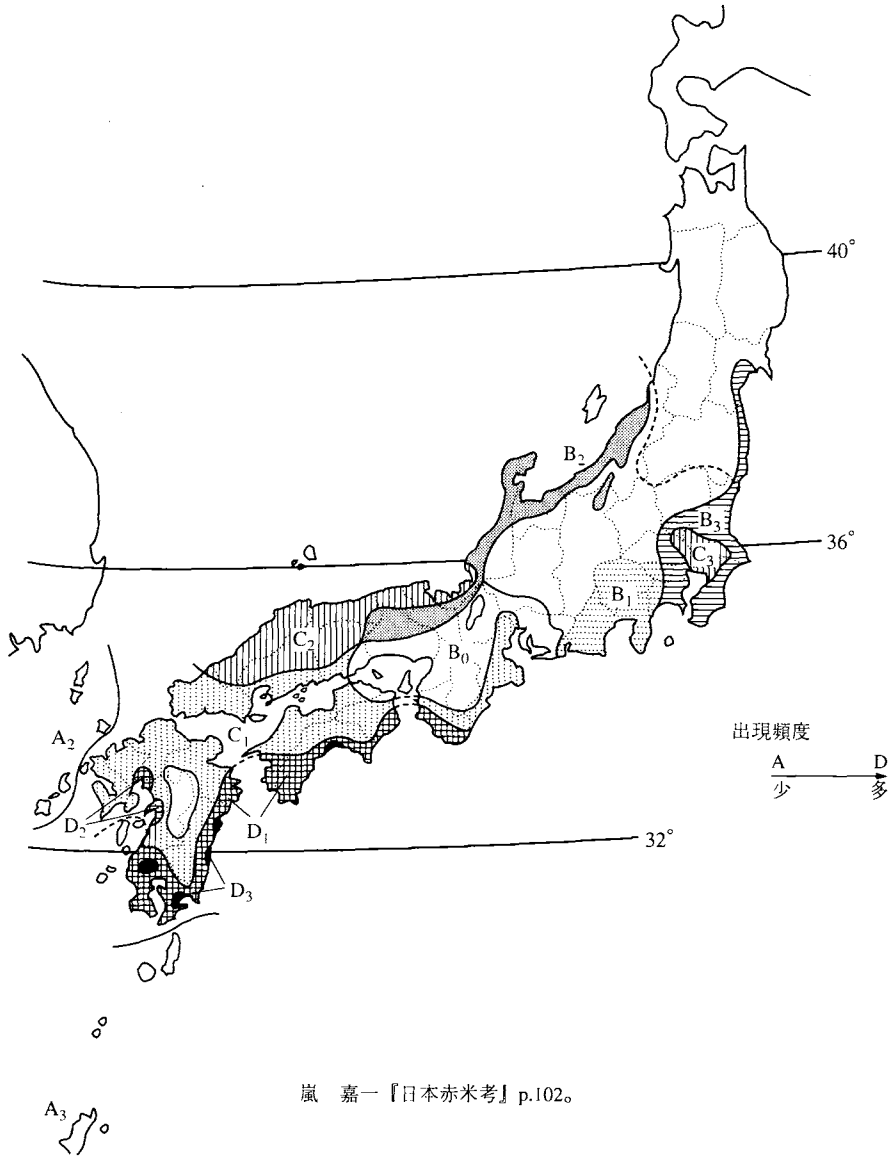 40°
B₂
B₃
36°
C₃
B₁
C₂
B₀
出現頻度
A D
少 多
A₂
C₁
D₂
D₁
32°
D₃
嵐 嘉一『日本赤米考』p.102。
A₃